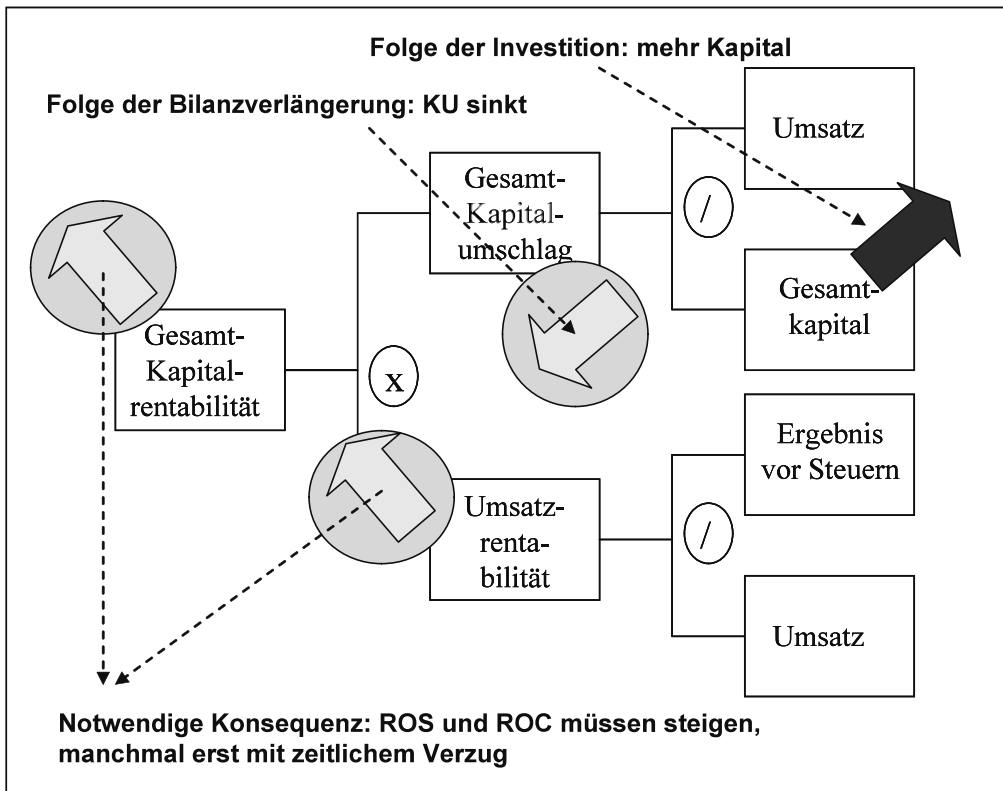 Folge der Investition: mehr Kapital
Folge der Bilanzverlängerung: KU sinkt
Umsatz
Gesamt-
Kapital-
umschlag
/
Gesamt-
kapital
Gesamt-
Kapital-
rentabilität
x
Ergebnis
vor Steuern
Umsatz-
renta-
bilität
/
Umsatz
Notwendige Konsequenz: ROS und ROC müssen steigen,
manchmal erst mit zeitlichem Verzug